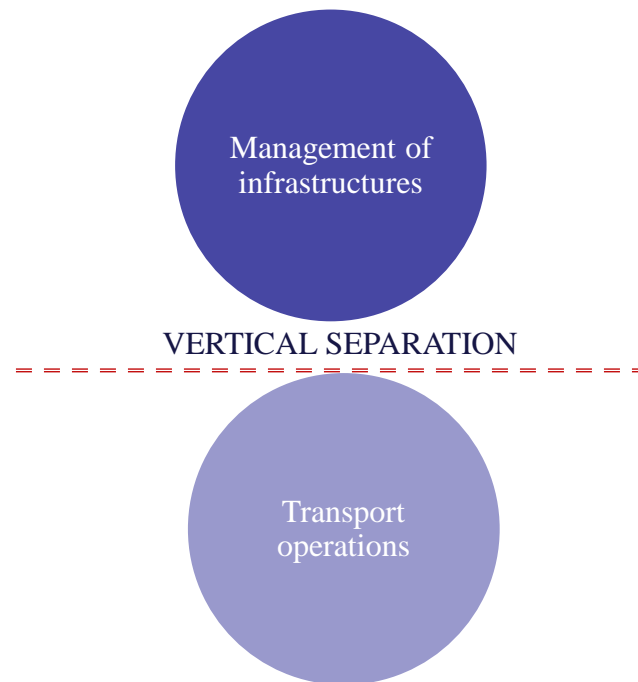 Management of
infrastructures
VERTICAL SEPARATION
Transport
operations